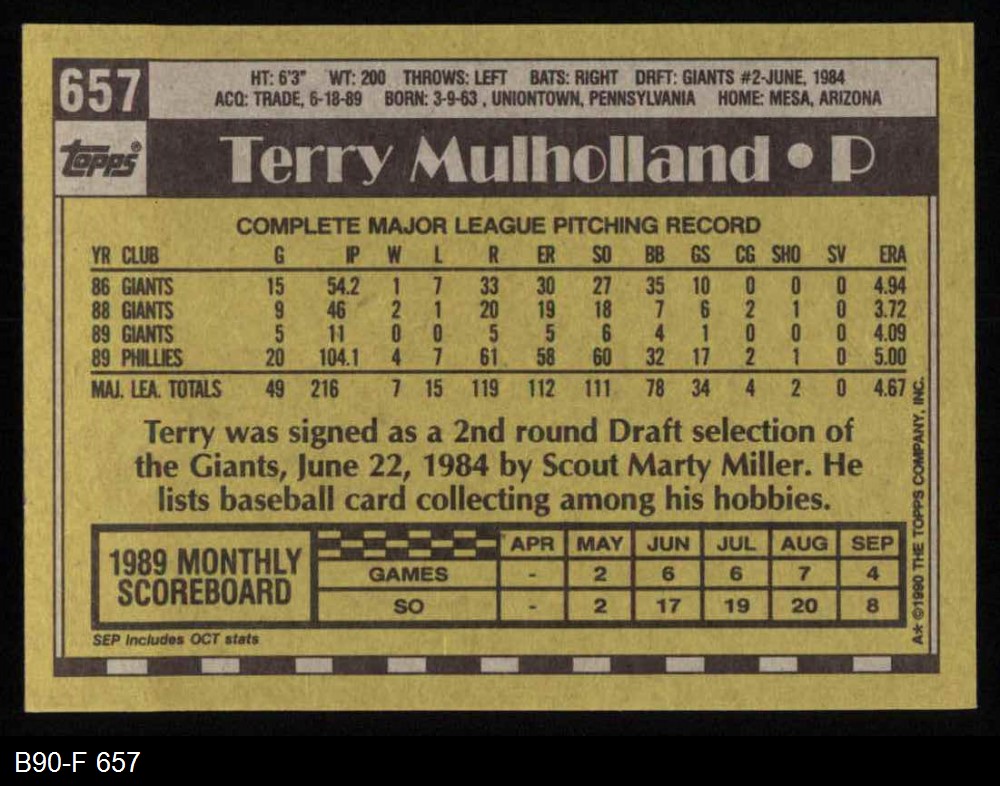 657
HT: 6'3" WT: 200 THROWS: LEFT BATS: RIGHT DRFT: GIANTS #2-JUNE, 1984
ACQ: TRADE, 6-18-89 BORN: 3-9-63 , UNIONTOWN, PENNSYLVANIA HOME: MESA, ARIZONA
topps®
Terry Mulholland • P
COMPLETE MAJOR LEAGUE PITCHING RECORD
YR CLUB G IP W L R ER SO BB GS CG SHO SV ERA
86 GIANTS 15 54.2 1 7 33 30 27 35 10 0 0 0 4.94
88 GIANTS 9 46 2 1 20 19 18 7 6 2 1 0 3.72
89 GIANTS 5 11 0 0 5 5 6 4 1 0 0 0 4.09
89 PHILLIES 20 104.1 4 7 61 58 60 32 17 2 1 0 5.00
MAJ. LEA. TOTALS 49 216 7 15 119 112 111 78 34 4 2 0 4.67
Terry was signed as a 2nd round Draft selection of
the Giants, June 22, 1984 by Scout Marty Miller. He
lists baseball card collecting among his hobbies.
1989 MONTHLY
SCOREBOARD
APR MAY JUN JUL AUG SEP
GAMES - 2 6 6 7 4
SO - 2 17 19 20 8
SEP Includes OCT stats
A* ©1990 THE TOPPS COMPANY, INC.
B90-F 657